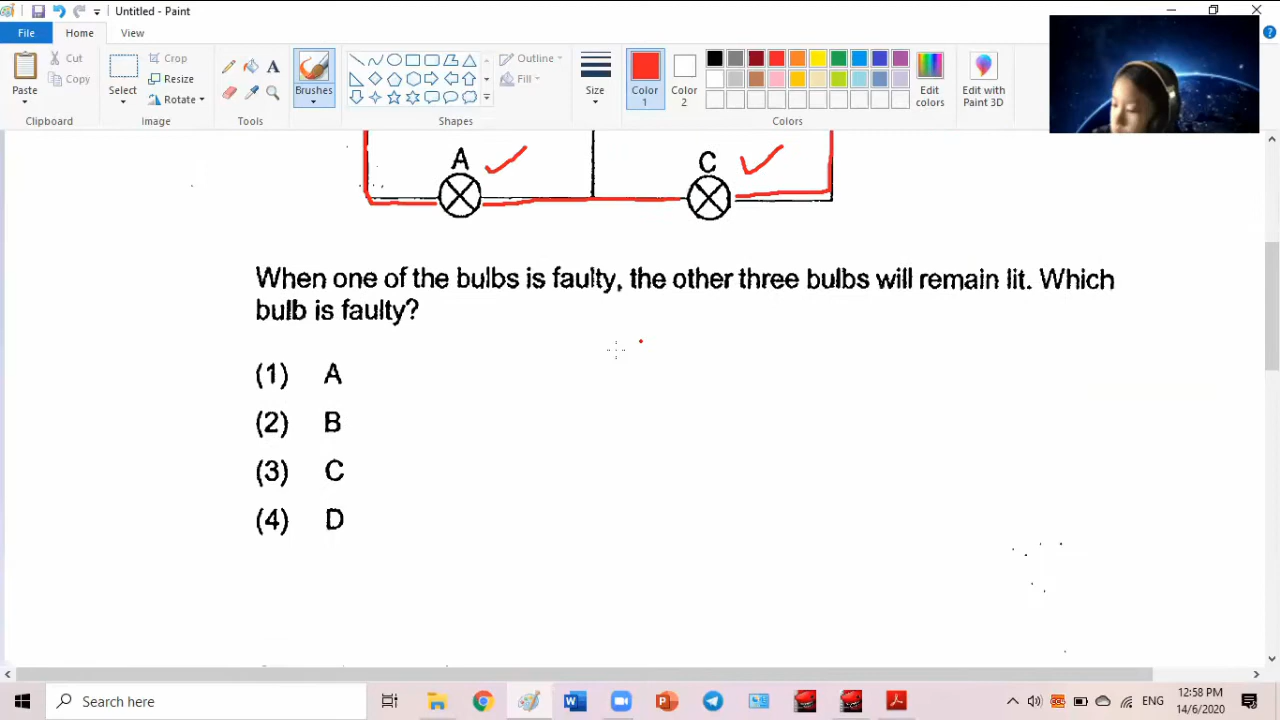 Untitled - Paint
File Home View
Paste
Cut
Copy
Clipboard
Select
Crop
Resize
Rotate
Image
A
Tools
Brushes
Outline
Fill
Shapes
Size
Color 1
Color 2
Edit colors
Edit with Paint 3D
Colors
A C
When one of the bulbs is faulty, the other three bulbs will remain lit. Which
bulb is faulty?
(1) A
(2) B
(3) C
(4) D
Search here
ENG
12:58 PM
14/6/2020